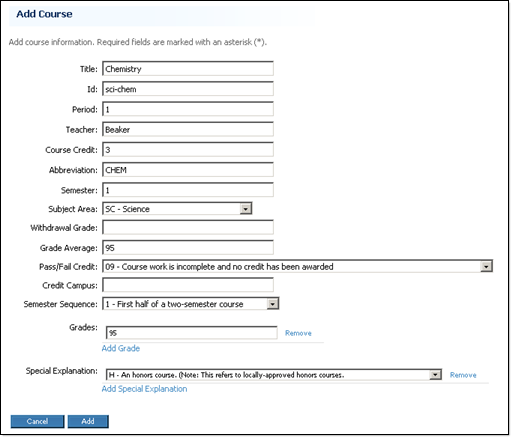 Add Course
Add course information. Required fields are marked with an asterisk (*).
Title: Chemistry
Id: sci-chem
Period: 1
Teacher: Beaker
Course Credit: 3
Abbreviation: CHEM
Semester: 1
Subject Area: SC - Science
Withdrawal Grade:
Grade Average: 95
Pass/Fail Credit: 09 - Course work is incomplete and no credit has been awarded
Credit Campus:
Semester Sequence: 1 - First half of a two-semester course
Grades: 95 Remove
Add Grade
Special Explanation: H - An honors course. (Note: This refers to locally-approved honors courses. Remove
Add Special Explanation
Cancel Add